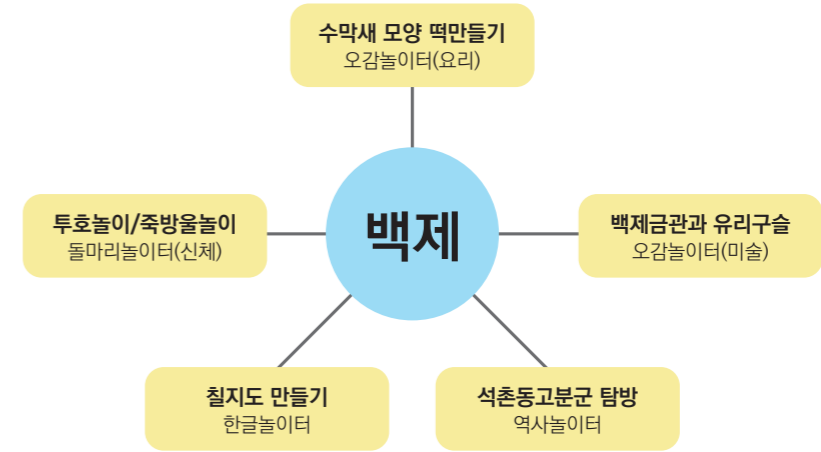 수막새 모양 떡만들기
오감놀이터(요리)
투호놀이/죽방울놀이
돌마리놀이터(신체)
백제
백제금관과 유리구슬
오감놀이터(미술)
칠지도 만들기
한글놀이터
석촌동고분군 탐방
역사놀이터